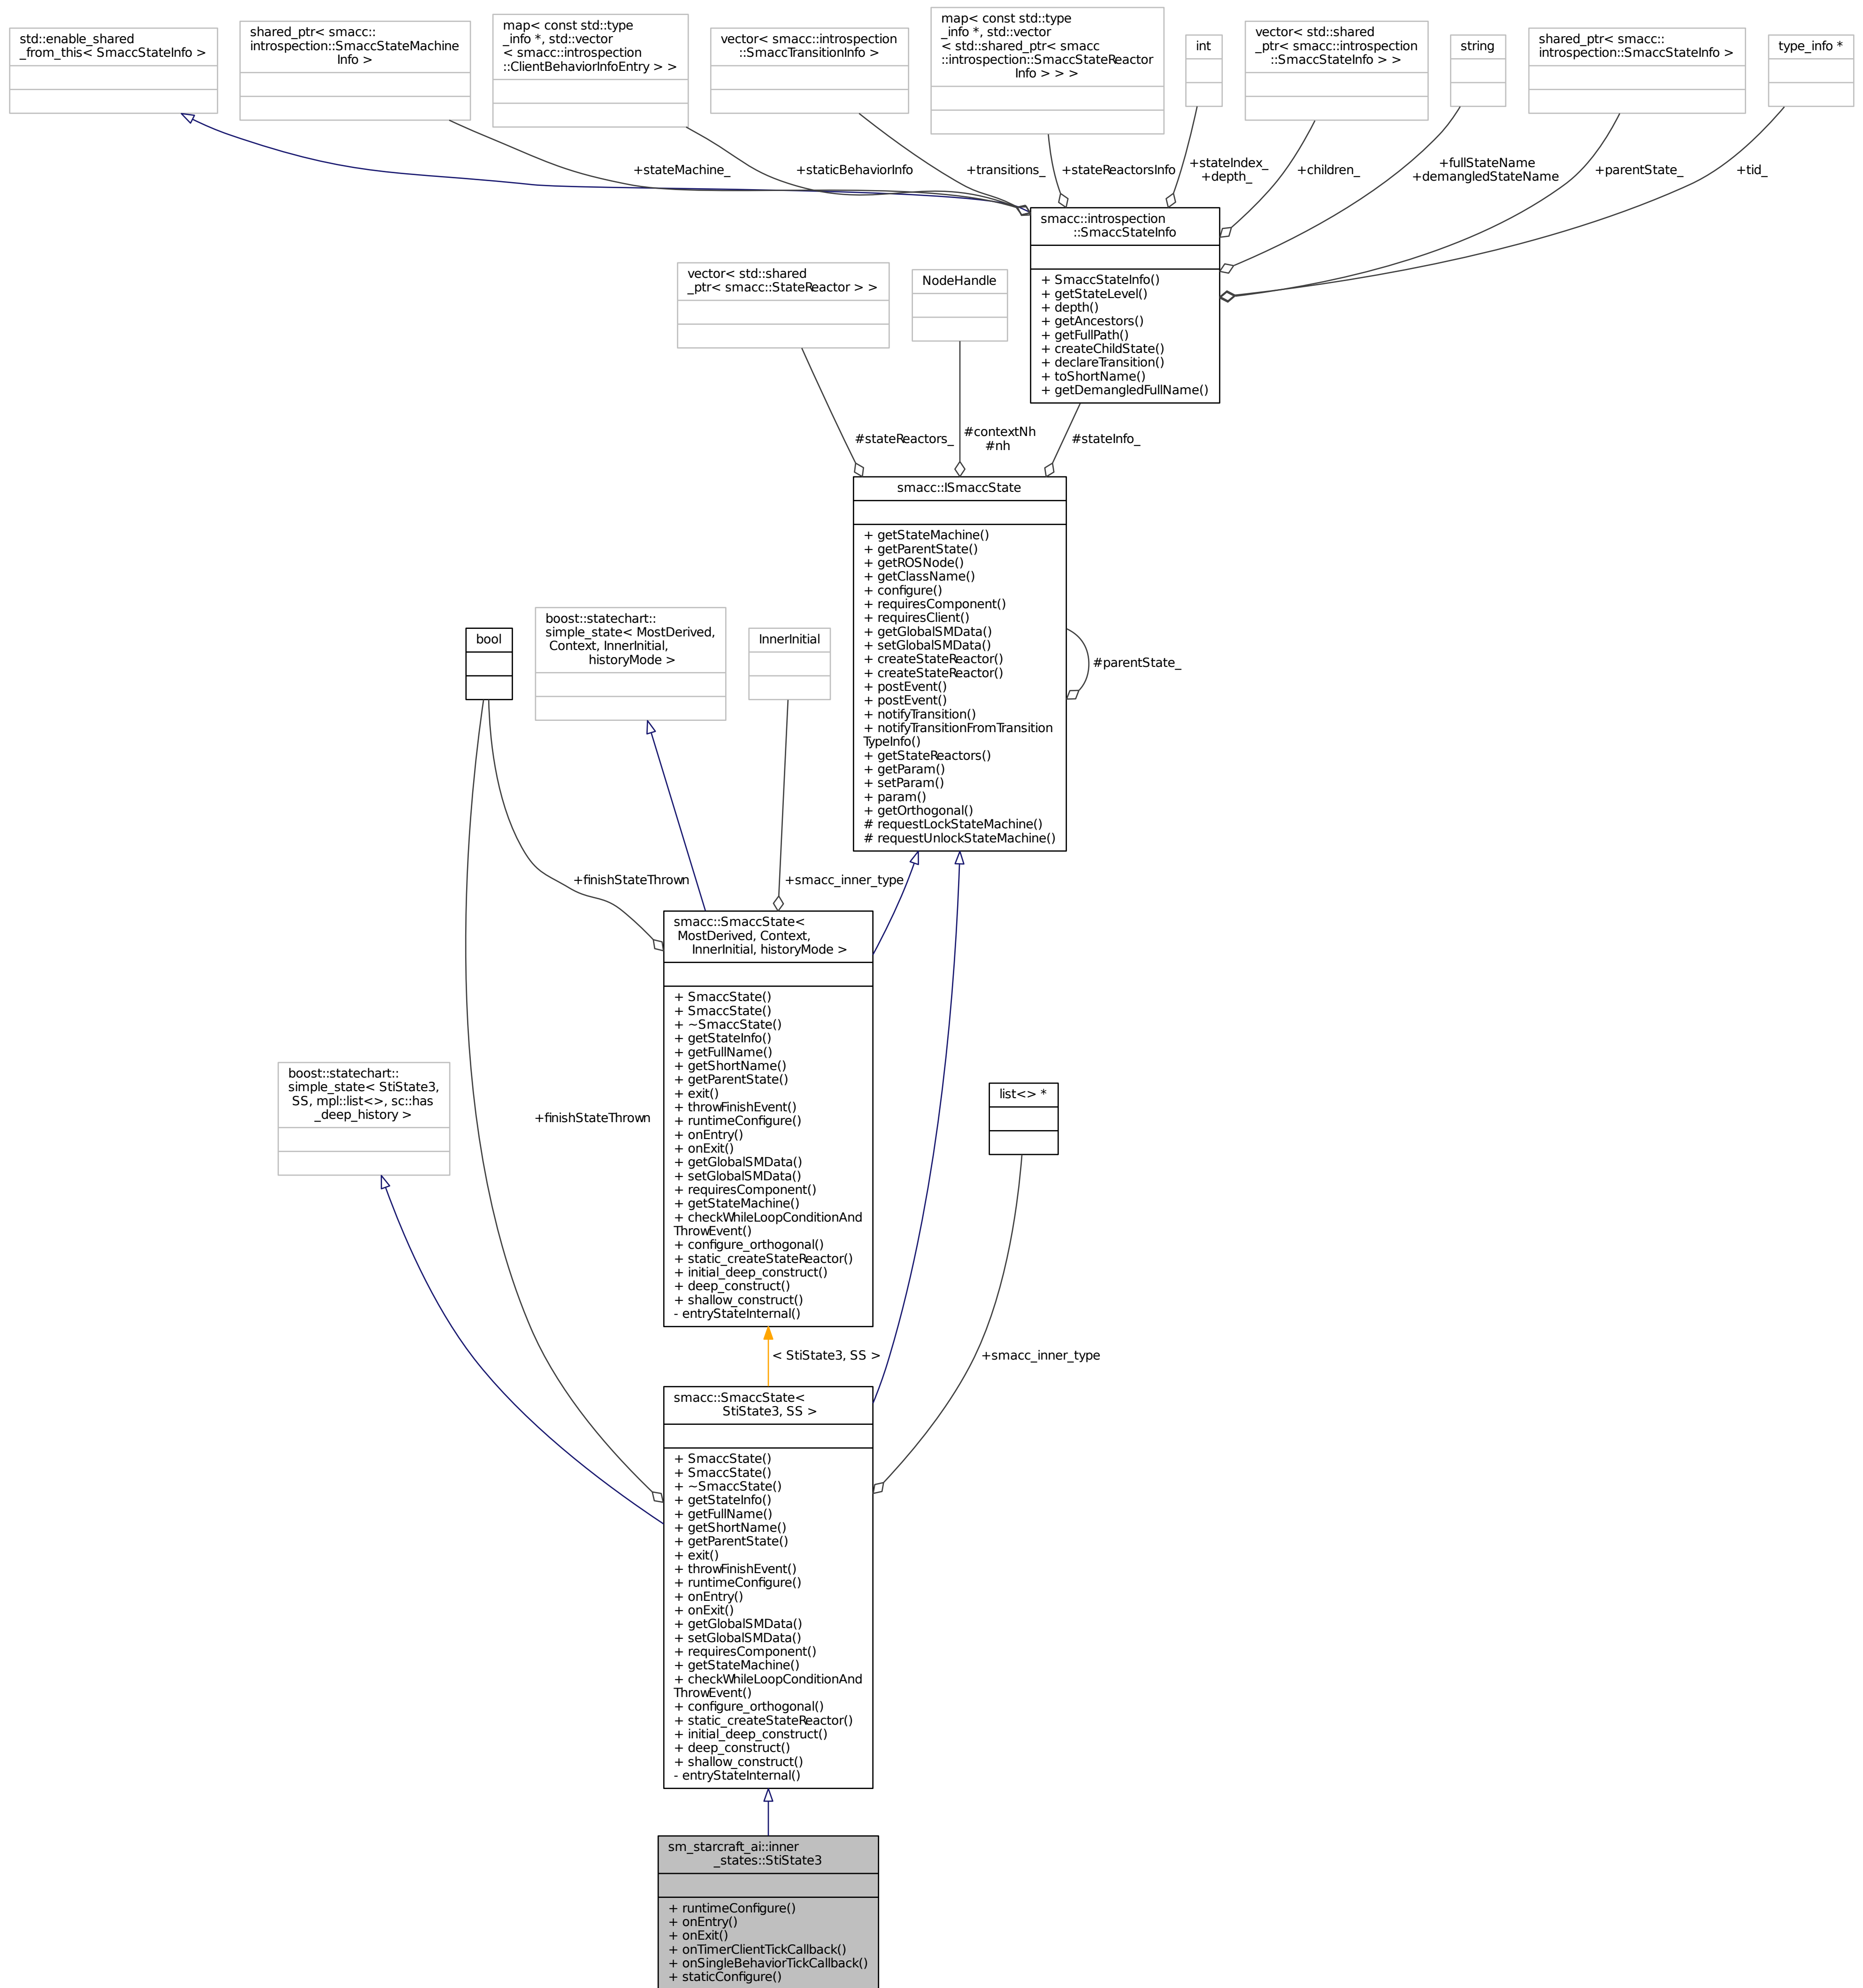 std::enable_shared
_from_this< SmaccStateInfo >
shared_ptr< smacc::
introspection::SmaccStateMachine
Info >
map< const std::type
_info *, std::vector
< smacc::introspection
::ClientBehaviorInfoEntry > >
vector< smacc::introspection
::SmaccTransitionInfo >
map< const std::type
_info *, std::vector
< std::shared_ptr< smacc
::introspection::SmaccStateReactor
Info > > >
int
vector< std::shared
_ptr< smacc::introspection
::SmaccStateInfo > >
string
shared_ptr< smacc::
introspection::SmaccStateInfo >
type_info *
+stateMachine_
+staticBehaviorInfo
+transitions_
+stateReactorsInfo
+stateIndex_
+depth_
+children_
+fullStateName
+demangledStateName
+parentState_
+tid_
smacc::introspection
::SmaccStateInfo
+ SmaccStateInfo()
+ getStateLevel()
+ depth()
+ getAncestors()
+ getFullPath()
+ createChildState()
+ declareTransition()
+ toShortName()
+ getDemangledFullName()
vector< std::shared
_ptr< smacc::StateReactor > >
NodeHandle
#stateReactors_
#contextNh
#nh
#stateInfo_
smacc::ISmaccState
+ getStateMachine()
+ getParentState()
+ getROSNode()
+ getClassName()
+ configure()
+ requiresComponent()
+ requiresClient()
+ getGlobalSMData()
+ setGlobalSMData()
+ createStateReactor()
+ createStateReactor()
+ postEvent()
+ postEvent()
+ notifyTransition()
+ notifyTransitionFromTransition
TypeInfo()
+ getStateReactors()
+ getParam()
+ setParam()
+ param()
+ getOrthogonal()
# requestLockStateMachine()
# requestUnlockStateMachine()
#parentState_
bool
boost::statechart::
simple_state< MostDerived,
Context, InnerInitial,
historyMode >
InnerInitial
+finishStateThrown
+smacc_inner_type
smacc::SmaccState<
MostDerived, Context,
InnerInitial, historyMode >
+ SmaccState()
+ SmaccState()
+ ~SmaccState()
+ getStateInfo()
+ getFullName()
+ getShortName()
+ getParentState()
+ exit()
+ throwFinishEvent()
+ runtimeConfigure()
+ onEntry()
+ onExit()
+ getGlobalSMData()
+ setGlobalSMData()
+ requiresComponent()
+ getStateMachine()
+ checkWhileLoopConditionAnd
ThrowEvent()
+ configure_orthogonal()
+ static_createStateReactor()
+ initial_deep_construct()
+ deep_construct()
+ shallow_construct()
- entryStateInternal()
boost::statechart::
simple_state< StiState3,
SS, mpl::list<>, sc::has
_deep_history >
+finishStateThrown
list<> *
< StiState3, SS >
+smacc_inner_type
smacc::SmaccState<
StiState3, SS >
+ SmaccState()
+ SmaccState()
+ ~SmaccState()
+ getStateInfo()
+ getFullName()
+ getShortName()
+ getParentState()
+ exit()
+ throwFinishEvent()
+ runtimeConfigure()
+ onEntry()
+ onExit()
+ getGlobalSMData()
+ setGlobalSMData()
+ requiresComponent()
+ getStateMachine()
+ checkWhileLoopConditionAnd
ThrowEvent()
+ configure_orthogonal()
+ static_createStateReactor()
+ initial_deep_construct()
+ deep_construct()
+ shallow_construct()
- entryStateInternal()
sm_starcraft_ai::inner
_states::StiState3
+ runtimeConfigure()
+ onEntry()
+ onExit()
+ onTimerClientTickCallback()
+ onSingleBehaviorTickCallback()
+ staticConfigure()